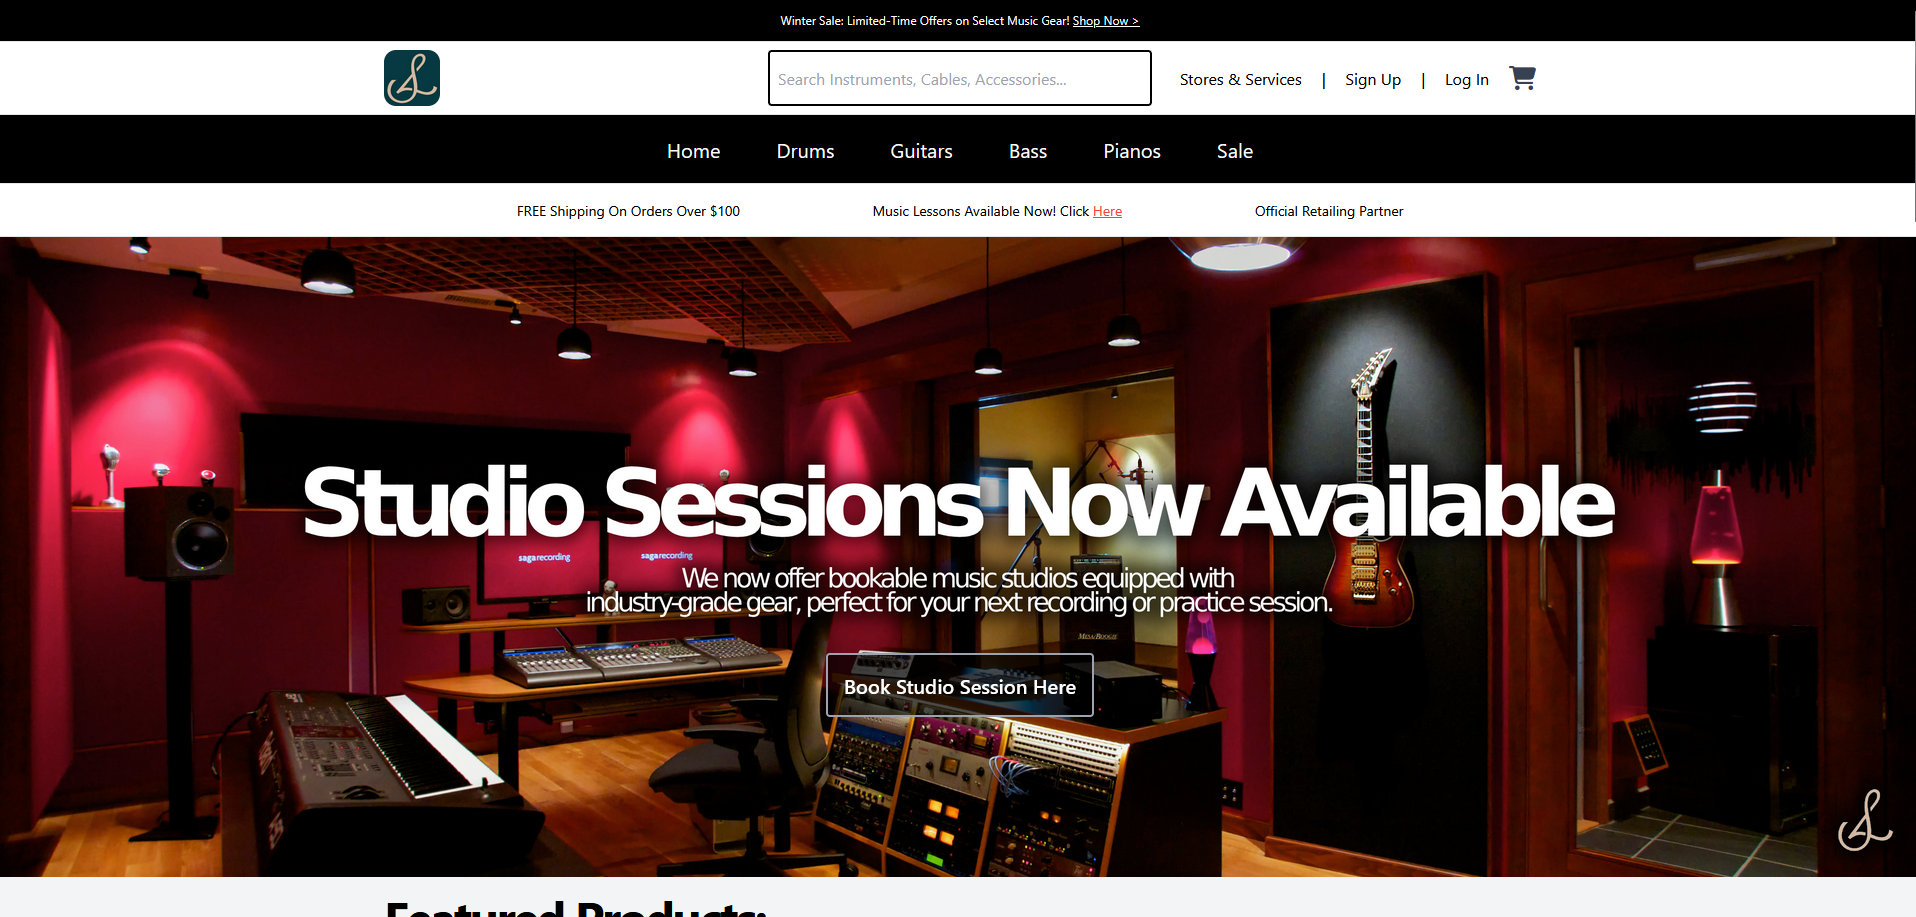 Winter Sale: Limited-Time Offers on Select Music Gear! Shop Now >
Search Instruments, Cables, Accessories...
Stores & Services | Sign Up | Log In
Home Drums Guitars Bass Pianos Sale
FREE Shipping On Orders Over $100
Music Lessons Available Now! Click Here
Official Retailing Partner
Studio Sessions Now Available
sagarecording
sagarecording
We now offer bookable music studios equipped with
industry-grade gear, perfect for your next recording or practice session.
MESA/BOOGIE
Book Studio Session Here
Featured Products: